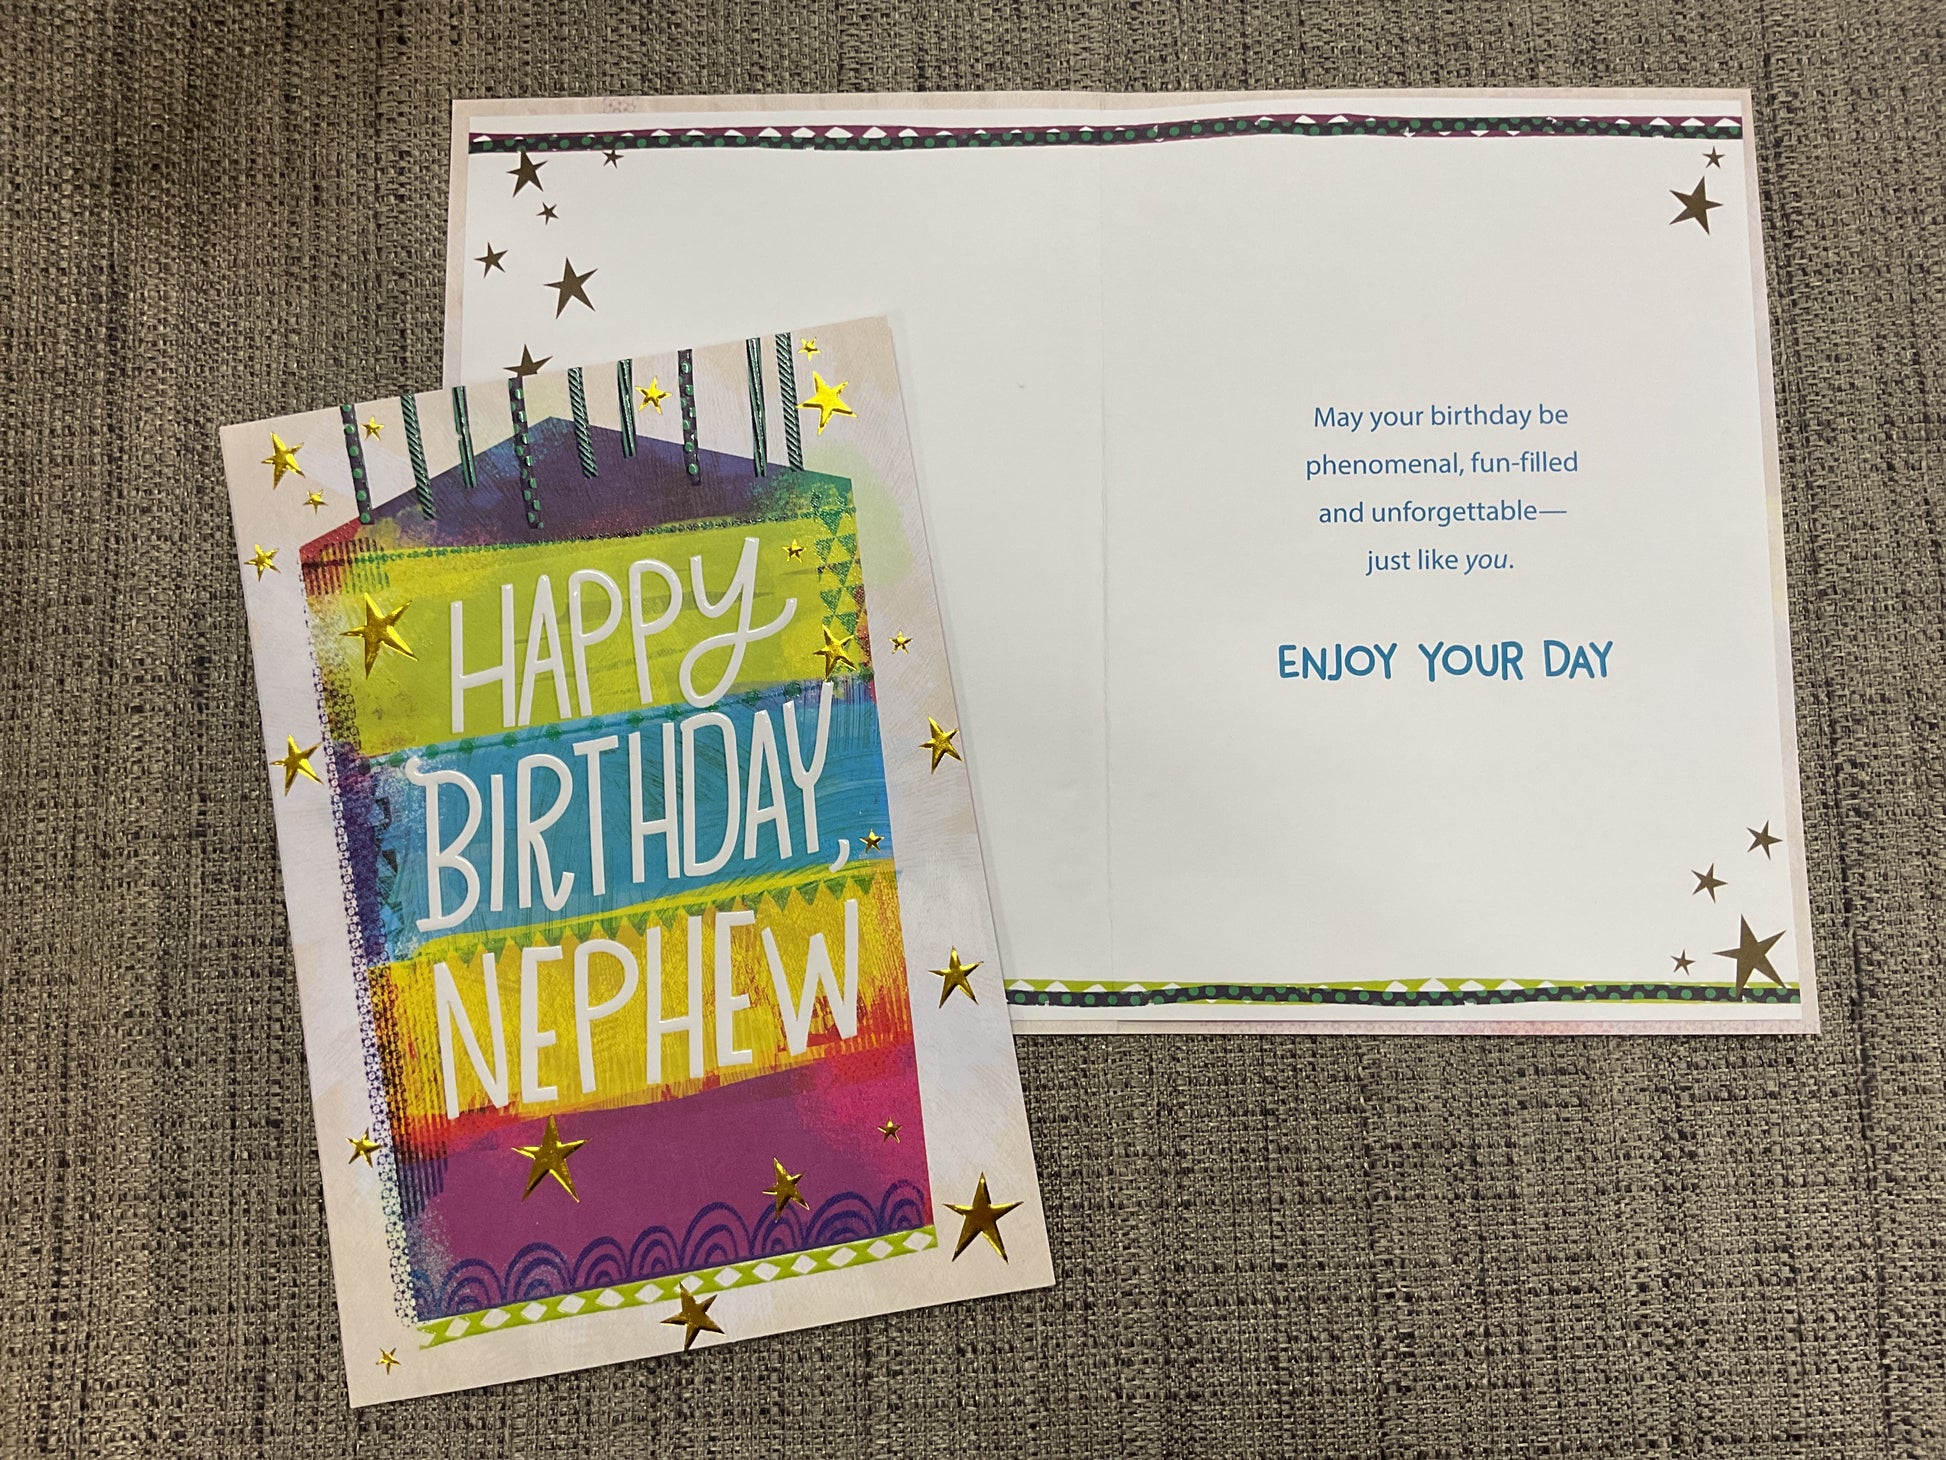 HAPPY
BIRTHDAY,
NEPHEW
May your birthday be
phenomenal, fun-filled
and unforgettable—
just like you.
ENJOY YOUR DAY